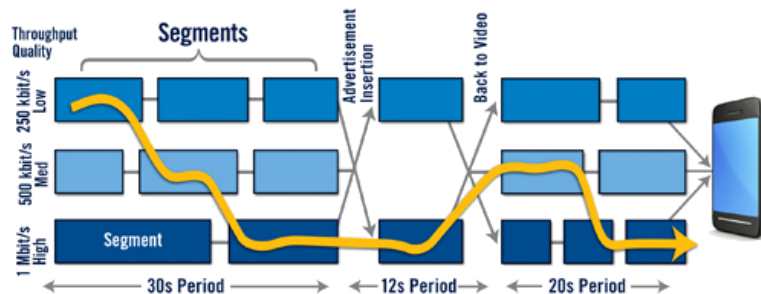 Throughput
Quality
Segments
Advertisement
Insertion
Back to Video
250 kbit/s
Low
500 kbit/s
Med
1 Mbit/s
High
Segment
30s Period
12s Period
20s Period